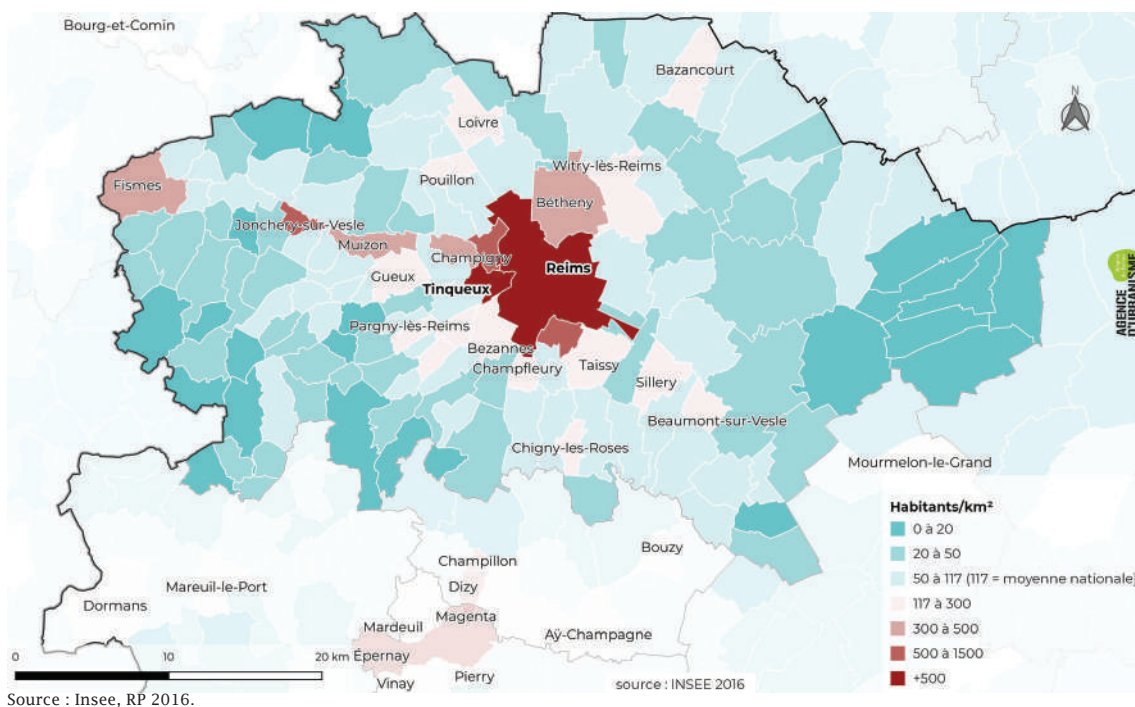 Bourg-et-Comin
Bazancourt
N
Loivre
Witry-lès-Reims
Pouillon
Fismes
Bétheny
Jonchery-sur-Vesle
Muizon
Champigny
Gueux
Reims
Tinqueux
AGENCE
D'URBANISME
Pargny-lès-Reims
Bezannes
Champfleury
Taissy
Sillery
Beaumont-sur-Vesle
Chigny-les-Roses
Mourmelon-le-Grand
Habitants/km²
0 à 20
20 à 50
50 à 117 (117 = moyenne nationale)
117 à 300
300 à 500
500 à 1500
+500
Bouzy
Champillon
Mareuil-le-Port
Dizy
Dormans
Magenta
Mardeuil
Aÿ-Champagne
0 10 20 km
Épernay
Pierry
Vinay
source : INSEE 2016
Source : Insee, RP 2016.